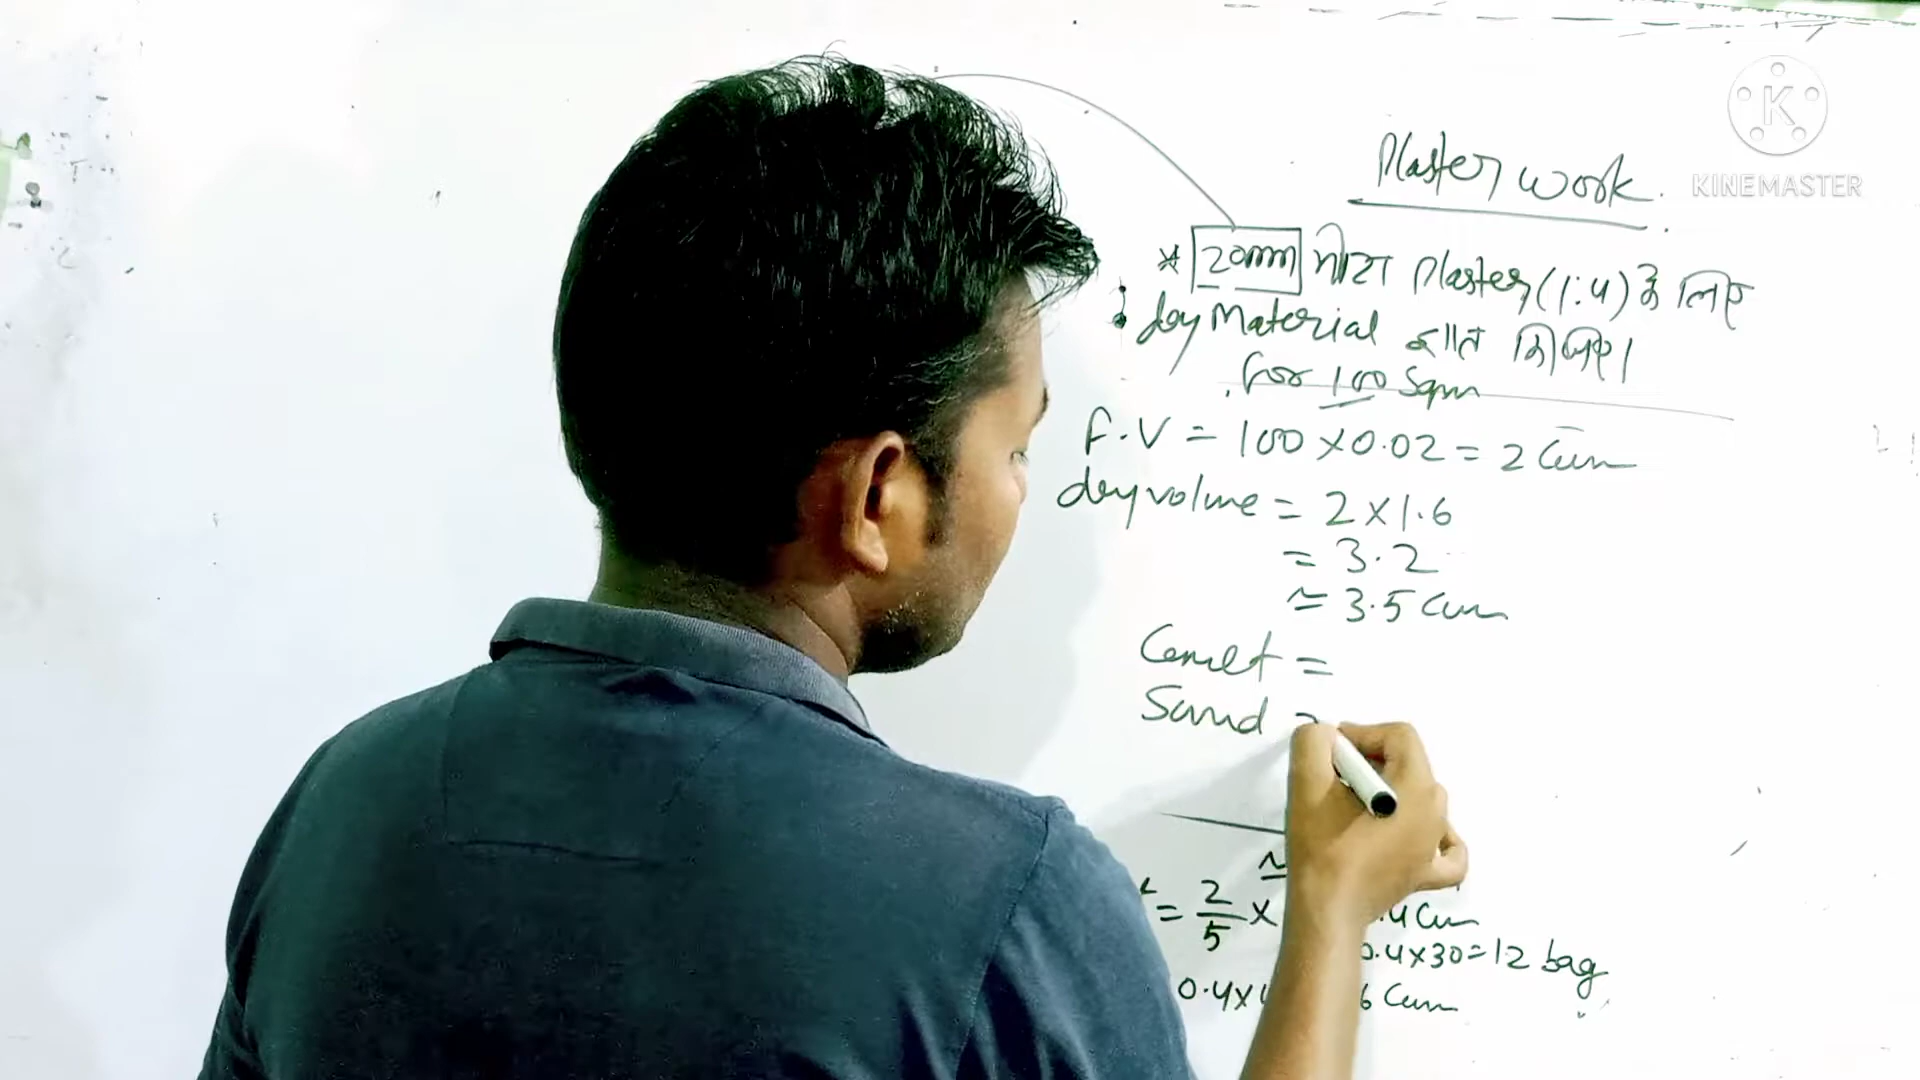 KINEMASTER
Plaster work.
* 20mm मोटा Plaster (1:4) के लिए
dry Material ज्ञात कीजिए।
for 100 Sqm
F.V = 100 × 0.02 = 2 Cum
dry volume = 2 × 1.6
= 3.2
≃ 3.5 Cum
Cemet =
Sand =
= 2/5 ×
.4 Cum
0.4×30=12 bag
0.4×
6 Cum